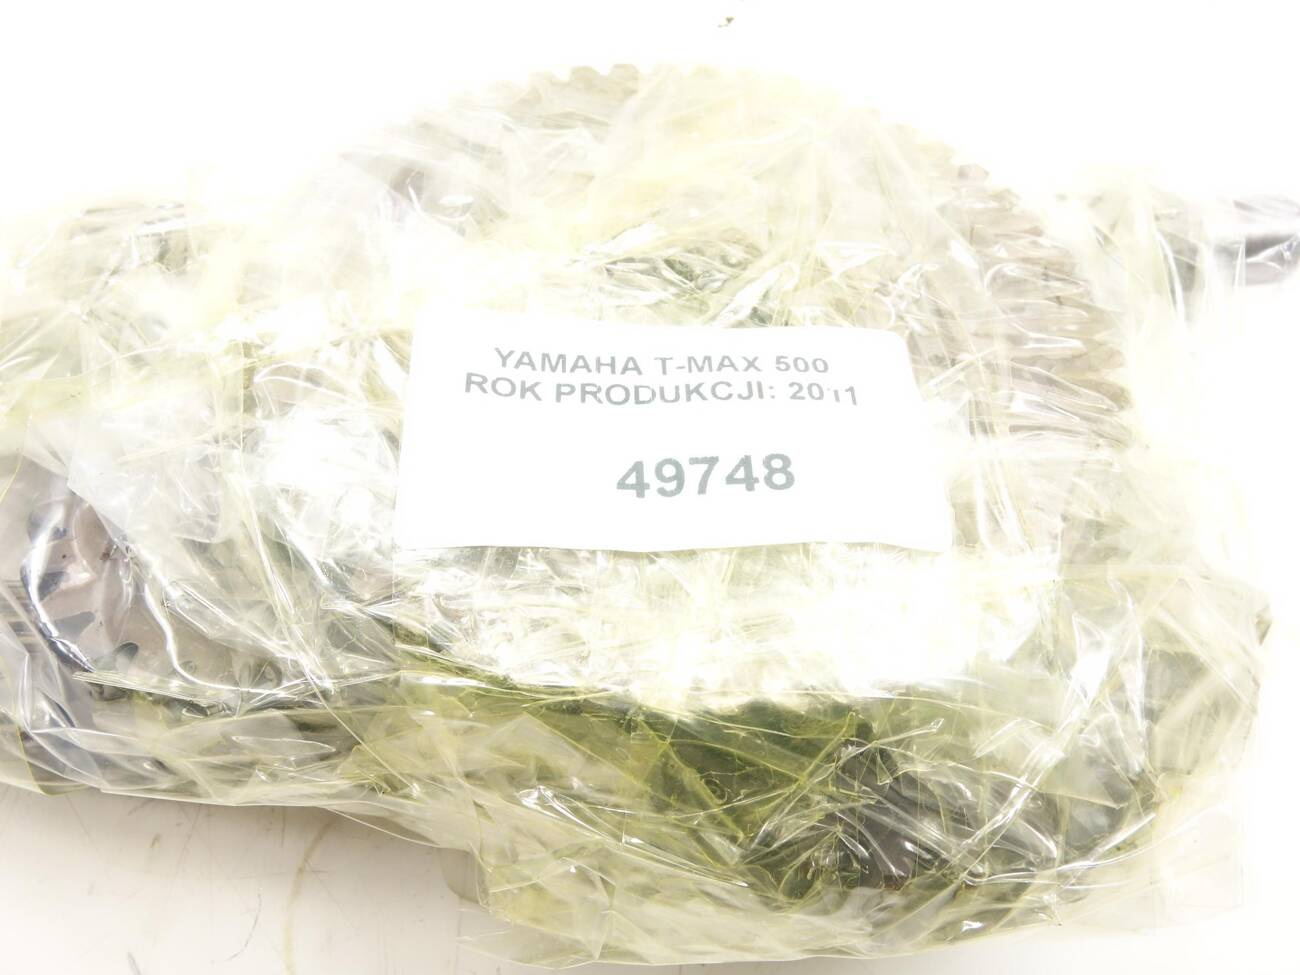 YAMAHA T-MAX 500
ROK PRODUKCJI: 2011
49748